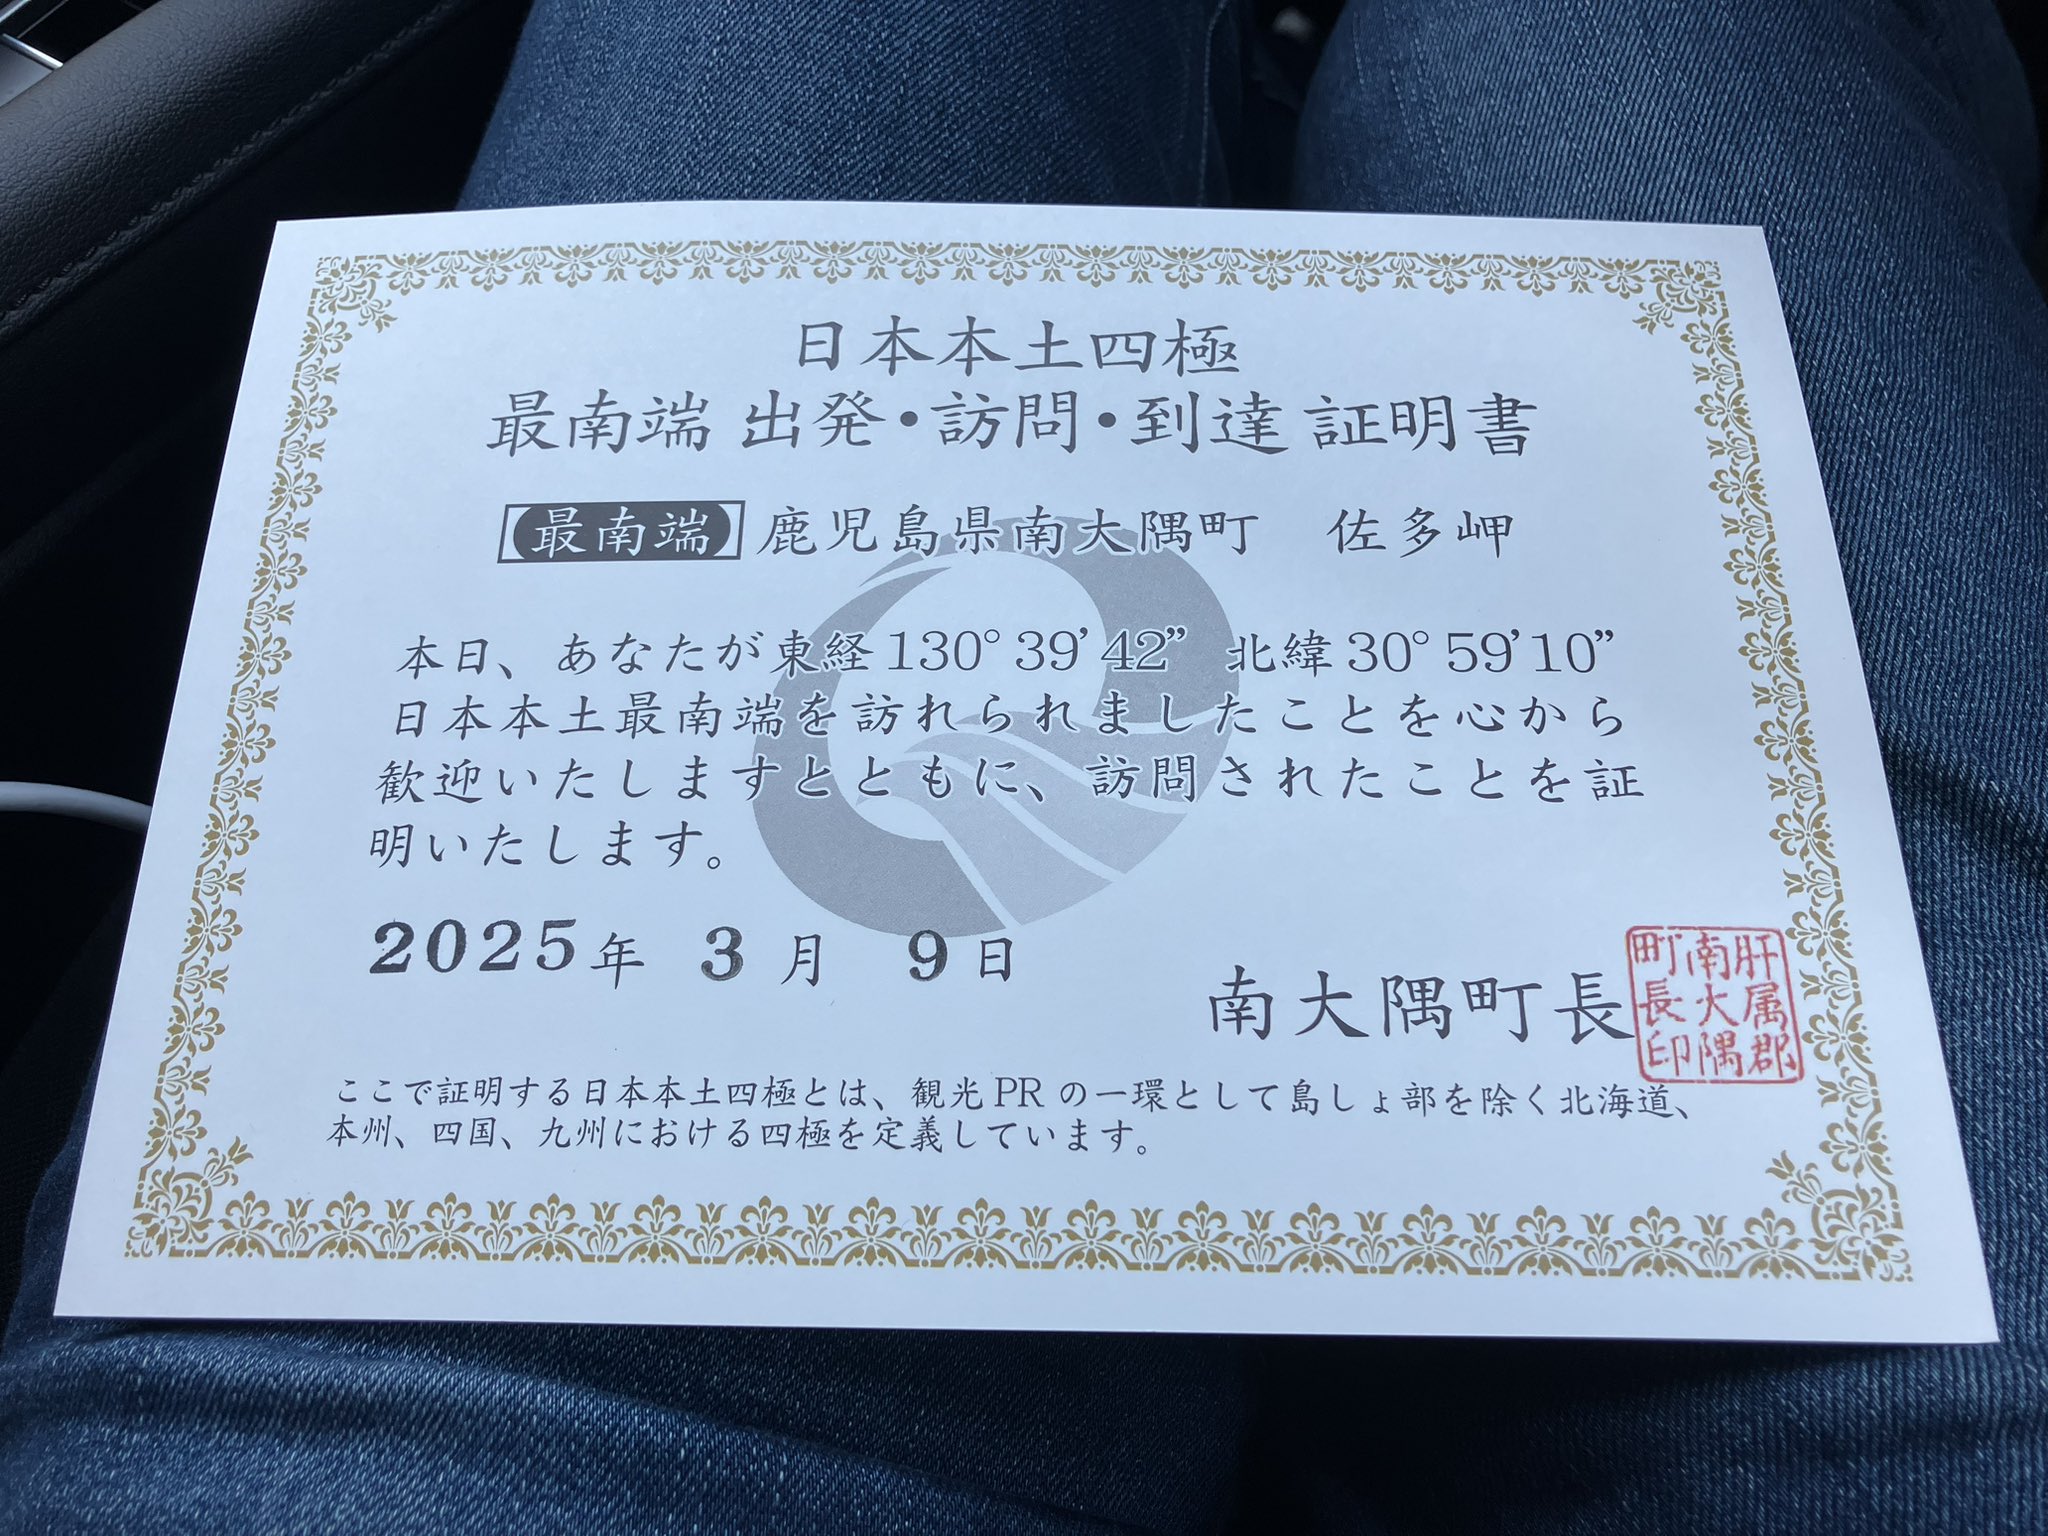 日本本土四極
最南端 出発・訪問・到達 証明書
最南端 鹿児島県南大隅町　佐多岬
本日、あなたが東経130°39’42”　北緯30°59’10”
日本本土最南端を訪れられましたことを心から
歓迎いたしますとともに、訪問されたことを証
明いたします。
2025年 3月 9日
南大隅町長
肝属郡
南大隅
町長印
ここで証明する日本本土四極とは、観光PRの一環として島しょ部を除く北海道、
本州、四国、九州における四極を定義しています。